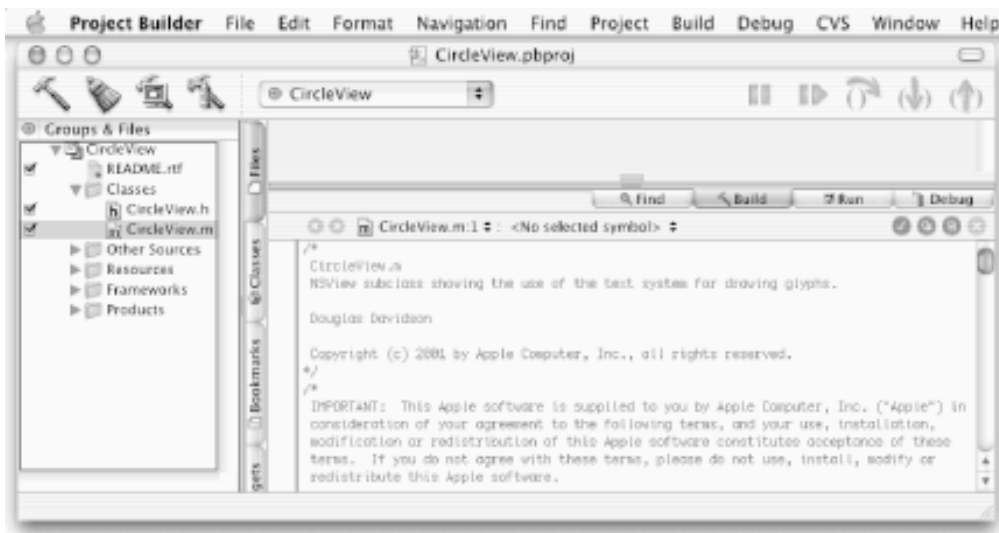 Project Builder File Edit Format Navigation Find Project Build Debug CVS Window Help
CircleView.pbproj
CircleView
Groups & Files
CircleView
README.rtf
Classes
CircleView.h
CircleView.m
Other Sources
Resources
Frameworks
Products
Files
Classes
Bookmarks
gets
Find Build Run Debug
CircleView.m:1 : <No selected symbol>
/*
CircleView.m
NSView subclass showing the use of the text system for drawing glyphs.
Douglas Davidson
Copyright (c) 2001 by Apple Computer, Inc., all rights reserved.
*/
/*
IMPORTANT: This Apple software is supplied to you by Apple Computer, Inc. ("Apple") in
consideration of your agreement to the following terms, and your use, installation,
modification or redistribution of this Apple software constitutes acceptance of these
terms. If you do not agree with these terms, please do not use, install, modify or
redistribute this Apple software.